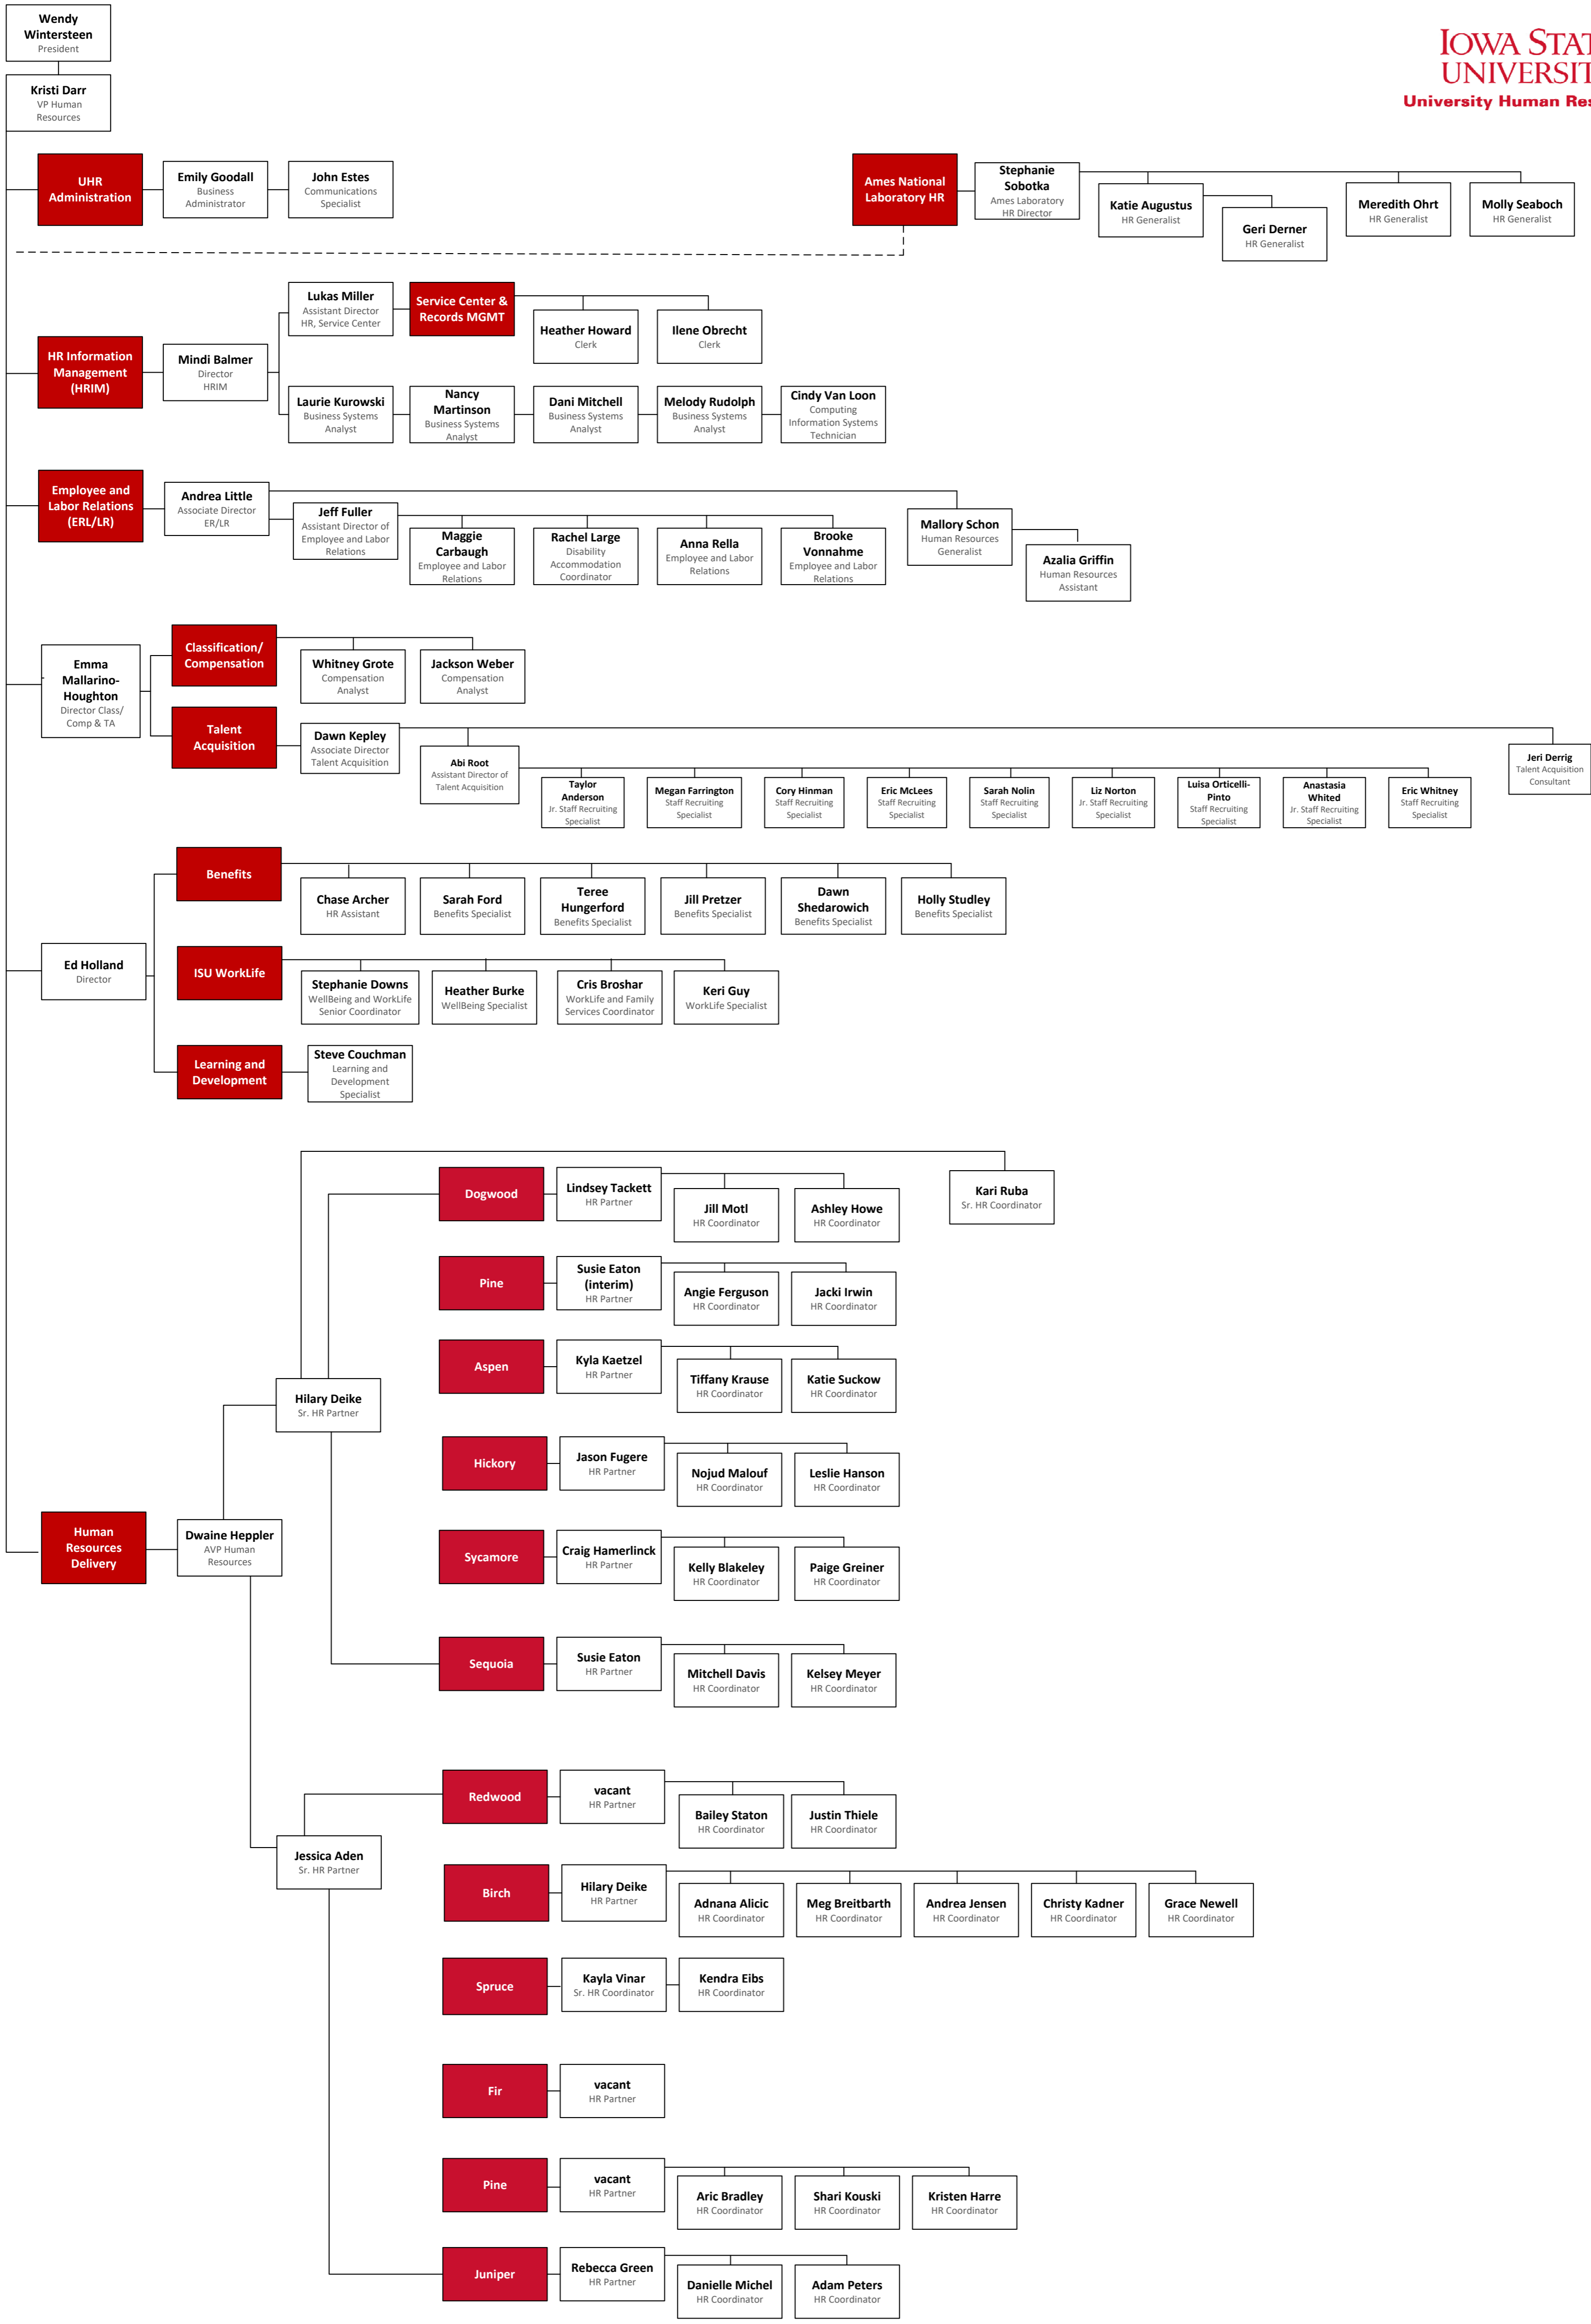 Wendy
Wintersteen
President
Kristi Darr
VP Human
Resources
IOWA STAT
UNIVERSIT
University Human Res
UHR
Administration
Emily Goodall
Business
Administrator
John Estes
Communications
Specialist
Ames National
Laboratory HR
Stephanie
Sobotka
Ames Laboratory
HR Director
Katie Augustus
HR Generalist
Geri Derner
HR Generalist
Meredith Ohrt
HR Generalist
Molly Seaboch
HR Generalist
HR Information
Management
(HRIM)
Mindi Balmer
Director
HRIM
Lukas Miller
Assistant Director
HR, Service Center
Service Center &
Records MGMT
Heather Howard
Clerk
Ilene Obrecht
Clerk
Laurie Kurowski
Business Systems
Analyst
Nancy
Martinson
Business Systems
Analyst
Dani Mitchell
Business Systems
Analyst
Melody Rudolph
Business Systems
Analyst
Cindy Van Loon
Computing
Information Systems
Technician
Employee and
Labor Relations
(ERL/LR)
Andrea Little
Associate Director
ER/LR
Jeff Fuller
Assistant Director of
Employee and Labor
Relations
Maggie
Carbaugh
Employee and Labor
Relations
Rachel Large
Disability
Accommodation
Coordinator
Anna Rella
Employee and Labor
Relations
Brooke
Vonnahme
Employee and Labor
Relations
Mallory Schon
Human Resources
Generalist
Azalia Griffin
Human Resources
Assistant
Emma
Mallarino-
Houghton
Director Class/
Comp & TA
Classification/
Compensation
Whitney Grote
Compensation
Analyst
Jackson Weber
Compensation
Analyst
Talent
Acquisition
Dawn Kepley
Associate Director
Talent Acquisition
Abi Root
Assistant Director of
Talent Acquisition
Taylor
Anderson
Jr. Staff Recruiting
Specialist
Megan Farrington
Staff Recruiting
Specialist
Cory Hinman
Staff Recruiting
Specialist
Eric McLees
Staff Recruiting
Specialist
Sarah Nolin
Staff Recruiting
Specialist
Liz Norton
Jr. Staff Recruiting
Specialist
Luisa Orticelli-
Pinto
Staff Recruiting
Specialist
Anastasia
Whited
Jr. Staff Recruiting
Specialist
Eric Whitney
Staff Recruiting
Specialist
Jeri Derrig
Talent Acquisition
Consultant
Ed Holland
Director
Benefits
Chase Archer
HR Assistant
Sarah Ford
Benefits Specialist
Teree
Hungerford
Benefits Specialist
Jill Pretzer
Benefits Specialist
Dawn
Shedarowich
Benefits Specialist
Holly Studley
Benefits Specialist
ISU WorkLife
Stephanie Downs
WellBeing and WorkLife
Senior Coordinator
Heather Burke
WellBeing Specialist
Cris Broshar
WorkLife and Family
Services Coordinator
Keri Guy
WorkLife Specialist
Learning and
Development
Steve Couchman
Learning and
Development
Specialist
Human
Resources
Delivery
Dwaine Heppler
AVP Human
Resources
Hilary Deike
Sr. HR Partner
Kari Ruba
Sr. HR Coordinator
Dogwood
Lindsey Tackett
HR Partner
Jill Motl
HR Coordinator
Ashley Howe
HR Coordinator
Pine
Susie Eaton
(interim)
HR Partner
Angie Ferguson
HR Coordinator
Jacki Irwin
HR Coordinator
Aspen
Kyla Kaetzel
HR Partner
Tiffany Krause
HR Coordinator
Katie Suckow
HR Coordinator
Hickory
Jason Fugere
HR Partner
Nojud Malouf
HR Coordinator
Leslie Hanson
HR Coordinator
Sycamore
Craig Hamerlinck
HR Partner
Kelly Blakeley
HR Coordinator
Paige Greiner
HR Coordinator
Sequoia
Susie Eaton
HR Partner
Mitchell Davis
HR Coordinator
Kelsey Meyer
HR Coordinator
Jessica Aden
Sr. HR Partner
Redwood
vacant
HR Partner
Bailey Staton
HR Coordinator
Justin Thiele
HR Coordinator
Birch
Hilary Deike
HR Partner
Adnana Alicic
HR Coordinator
Meg Breitbarth
HR Coordinator
Andrea Jensen
HR Coordinator
Christy Kadner
HR Coordinator
Grace Newell
HR Coordinator
Spruce
Kayla Vinar
Sr. HR Coordinator
Kendra Eibs
HR Coordinator
Fir
vacant
HR Partner
Pine
vacant
HR Partner
Aric Bradley
HR Coordinator
Shari Kouski
HR Coordinator
Kristen Harre
HR Coordinator
Juniper
Rebecca Green
HR Partner
Danielle Michel
HR Coordinator
Adam Peters
HR Coordinator